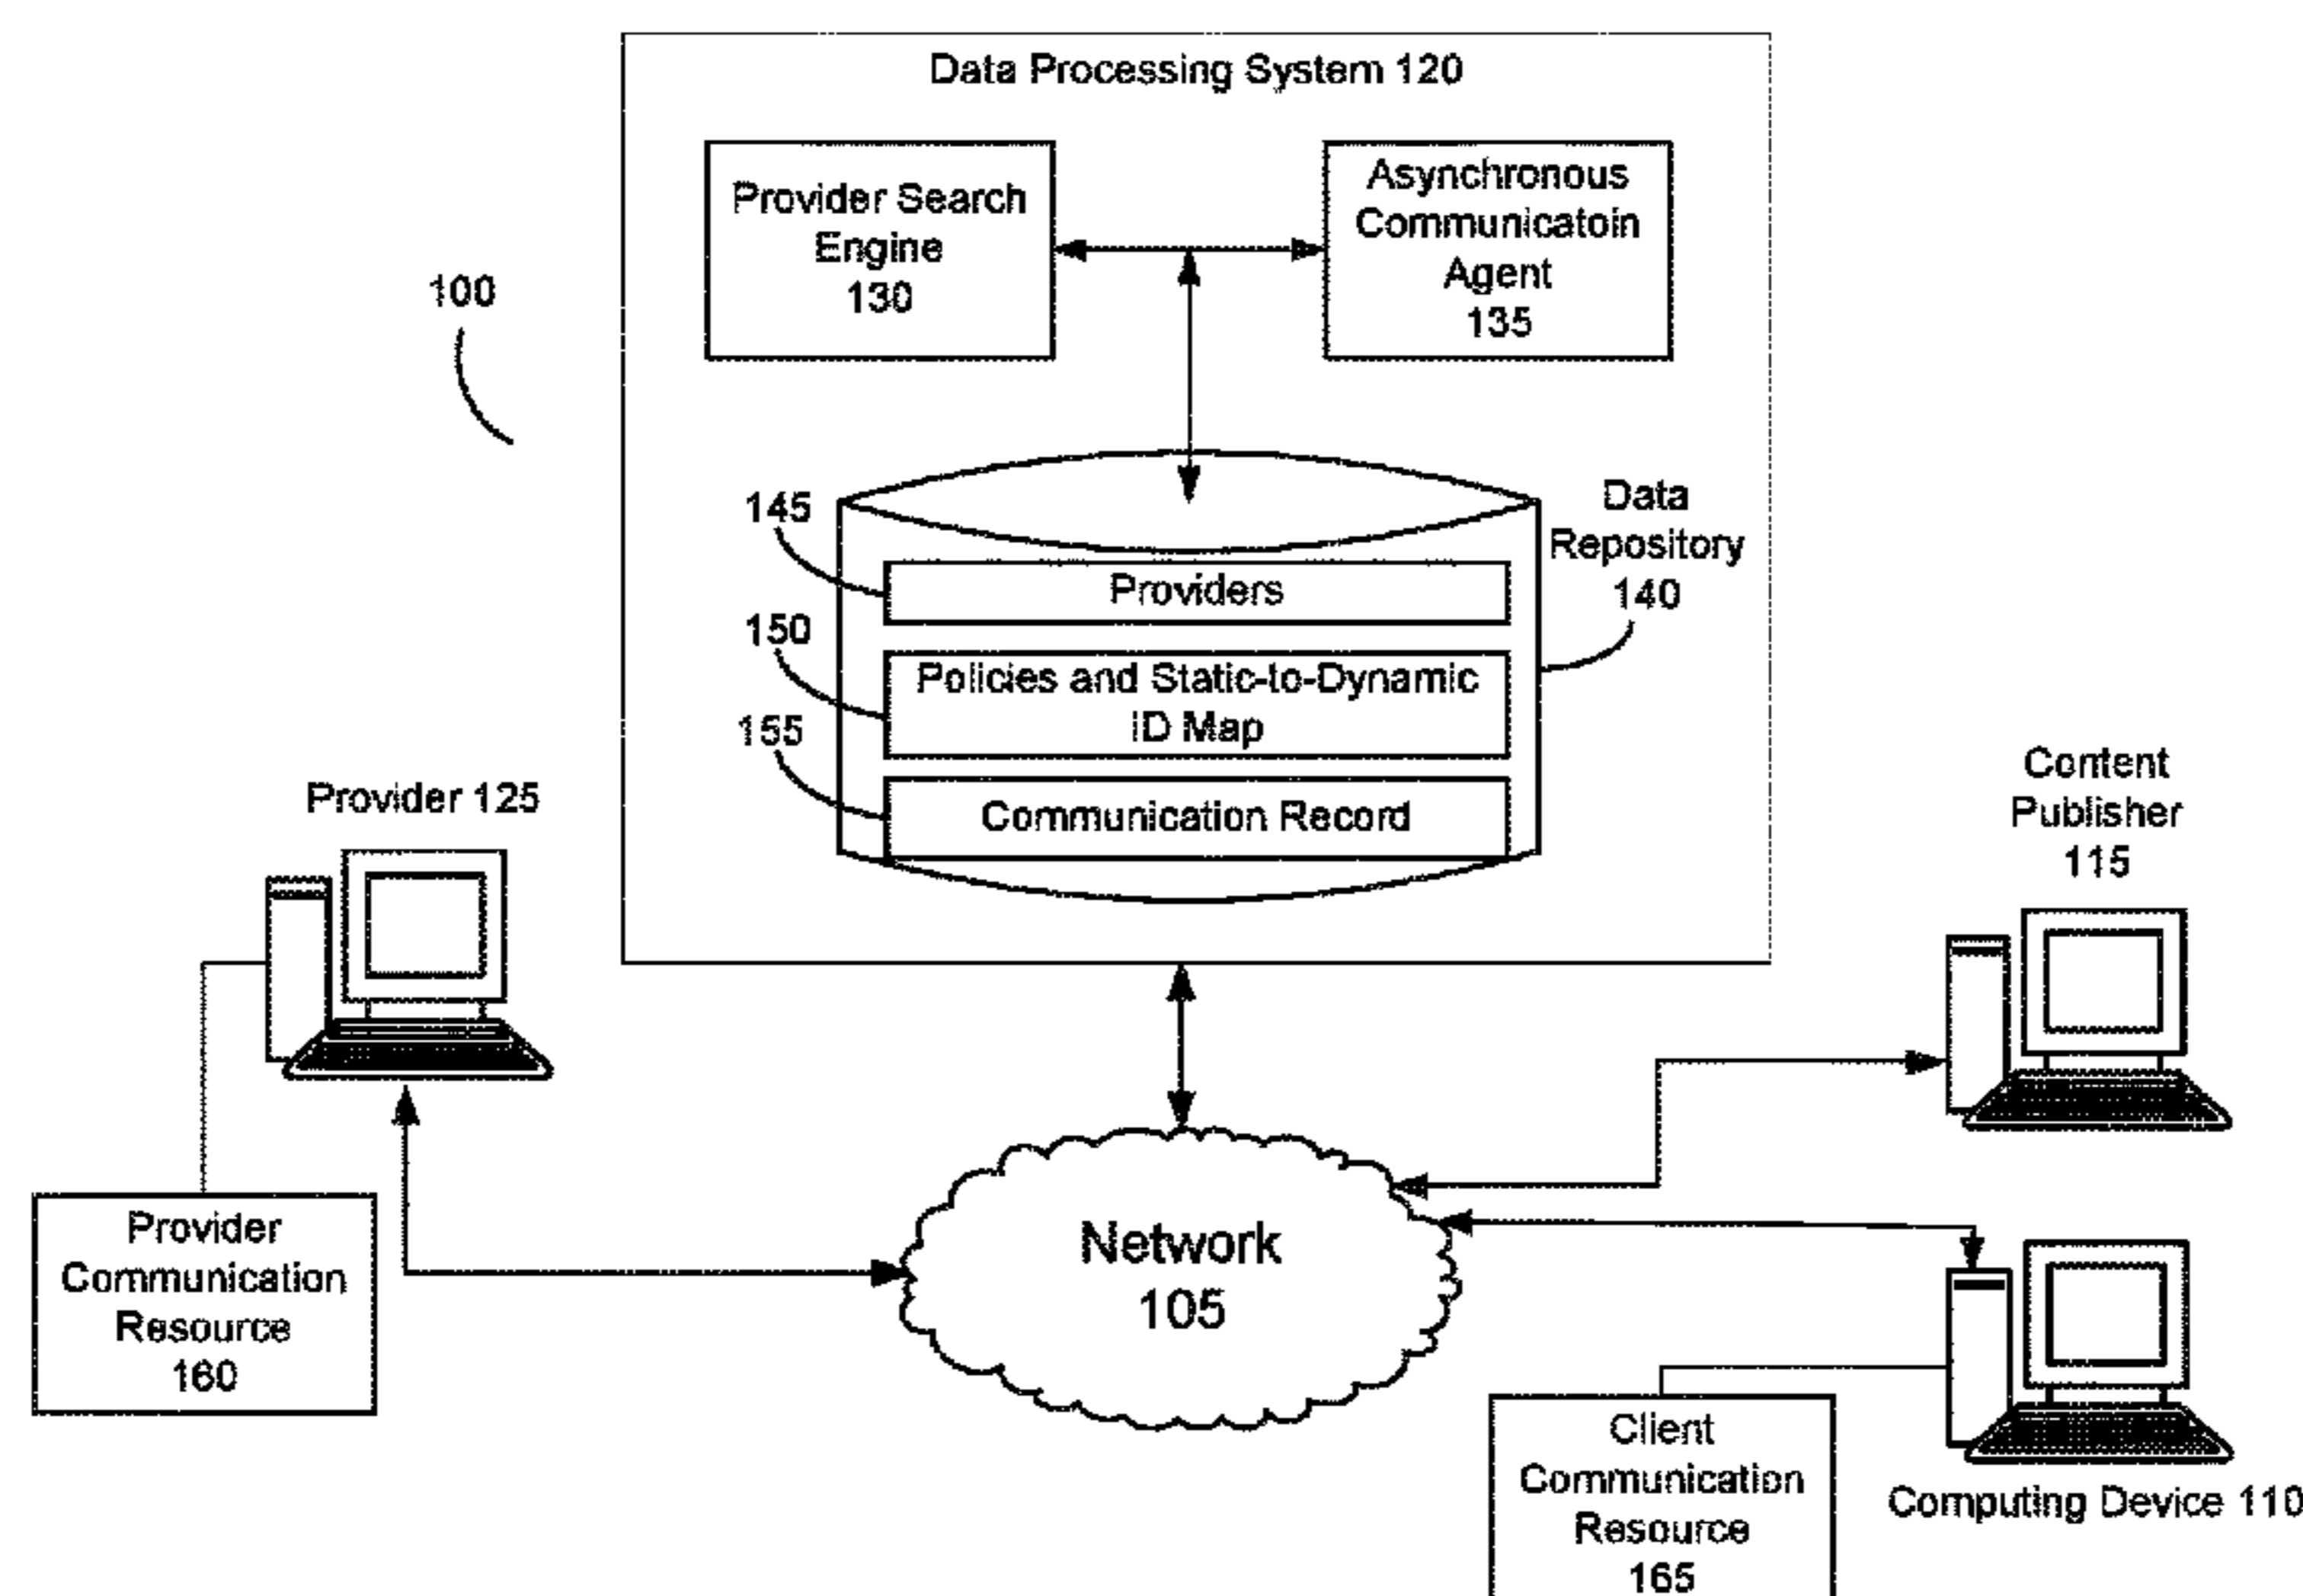 Data Processing System 120
Provider Search
Engine
130
Asynchronous
Communicatoin
Agent
135
100
145
150
155
Data
Repository
140
Providers
Policies and Static-to-Dynamic
ID Map
Communication Record
Provider 125
Content
Publisher
115
Provider
Communication
Resource
160
Network
105
Client
Communication
Resource
165
Computing Device 110